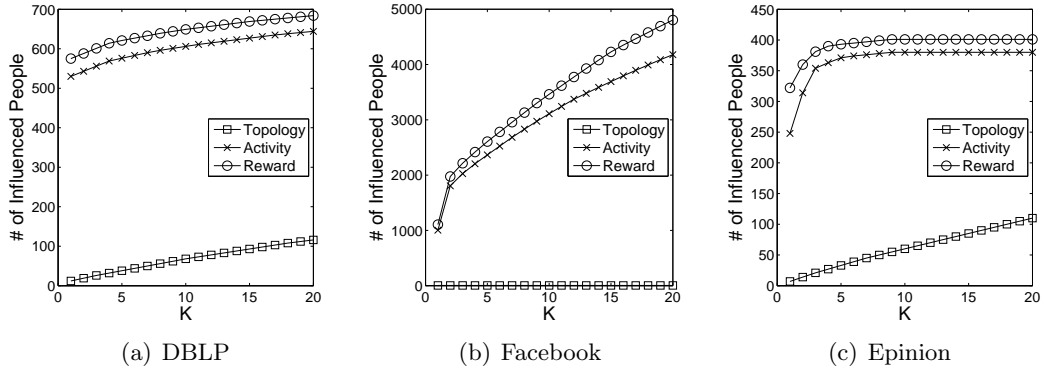 700
600
500
400
300
200
100
0
0
5
10
15
20
# of Influenced People
K
Topology
Activity
Reward
(a) DBLP
5000
4000
3000
2000
1000
0
0
5
10
15
20
# of Influenced People
K
Topology
Activity
Reward
(b) Facebook
450
400
350
300
250
200
150
100
50
0
0
5
10
15
20
# of Influenced People
K
Topology
Activity
Reward
(c) Epinion